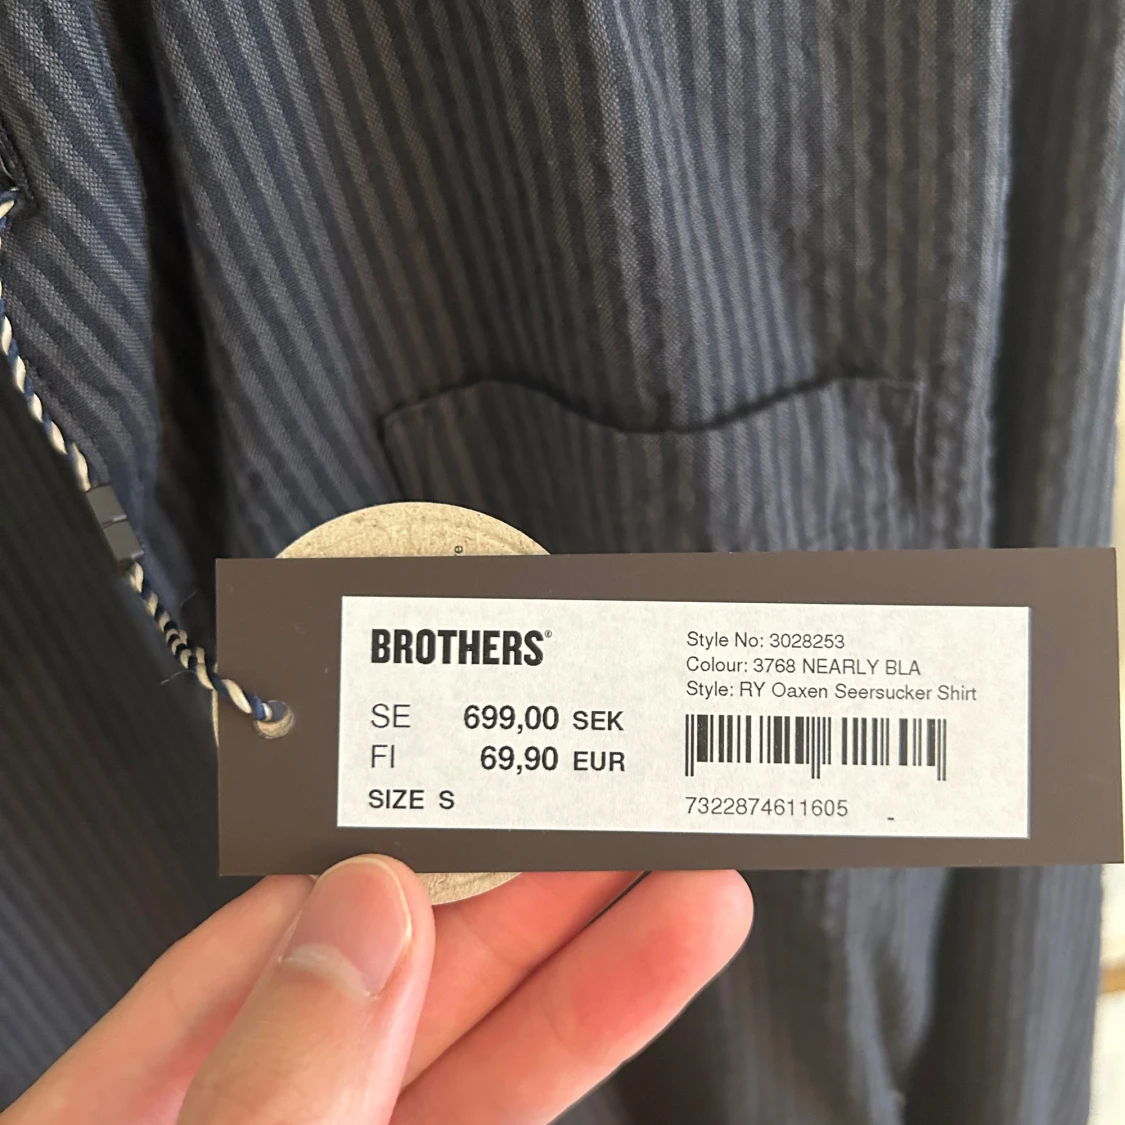 BROTHERS®
SE 699,00 SEK
FI 69,90 EUR
SIZE S
Style No: 3028253
Colour: 3768 NEARLY BLA
Style: RY Oaxen Seersucker Shirt
7322874611605 -